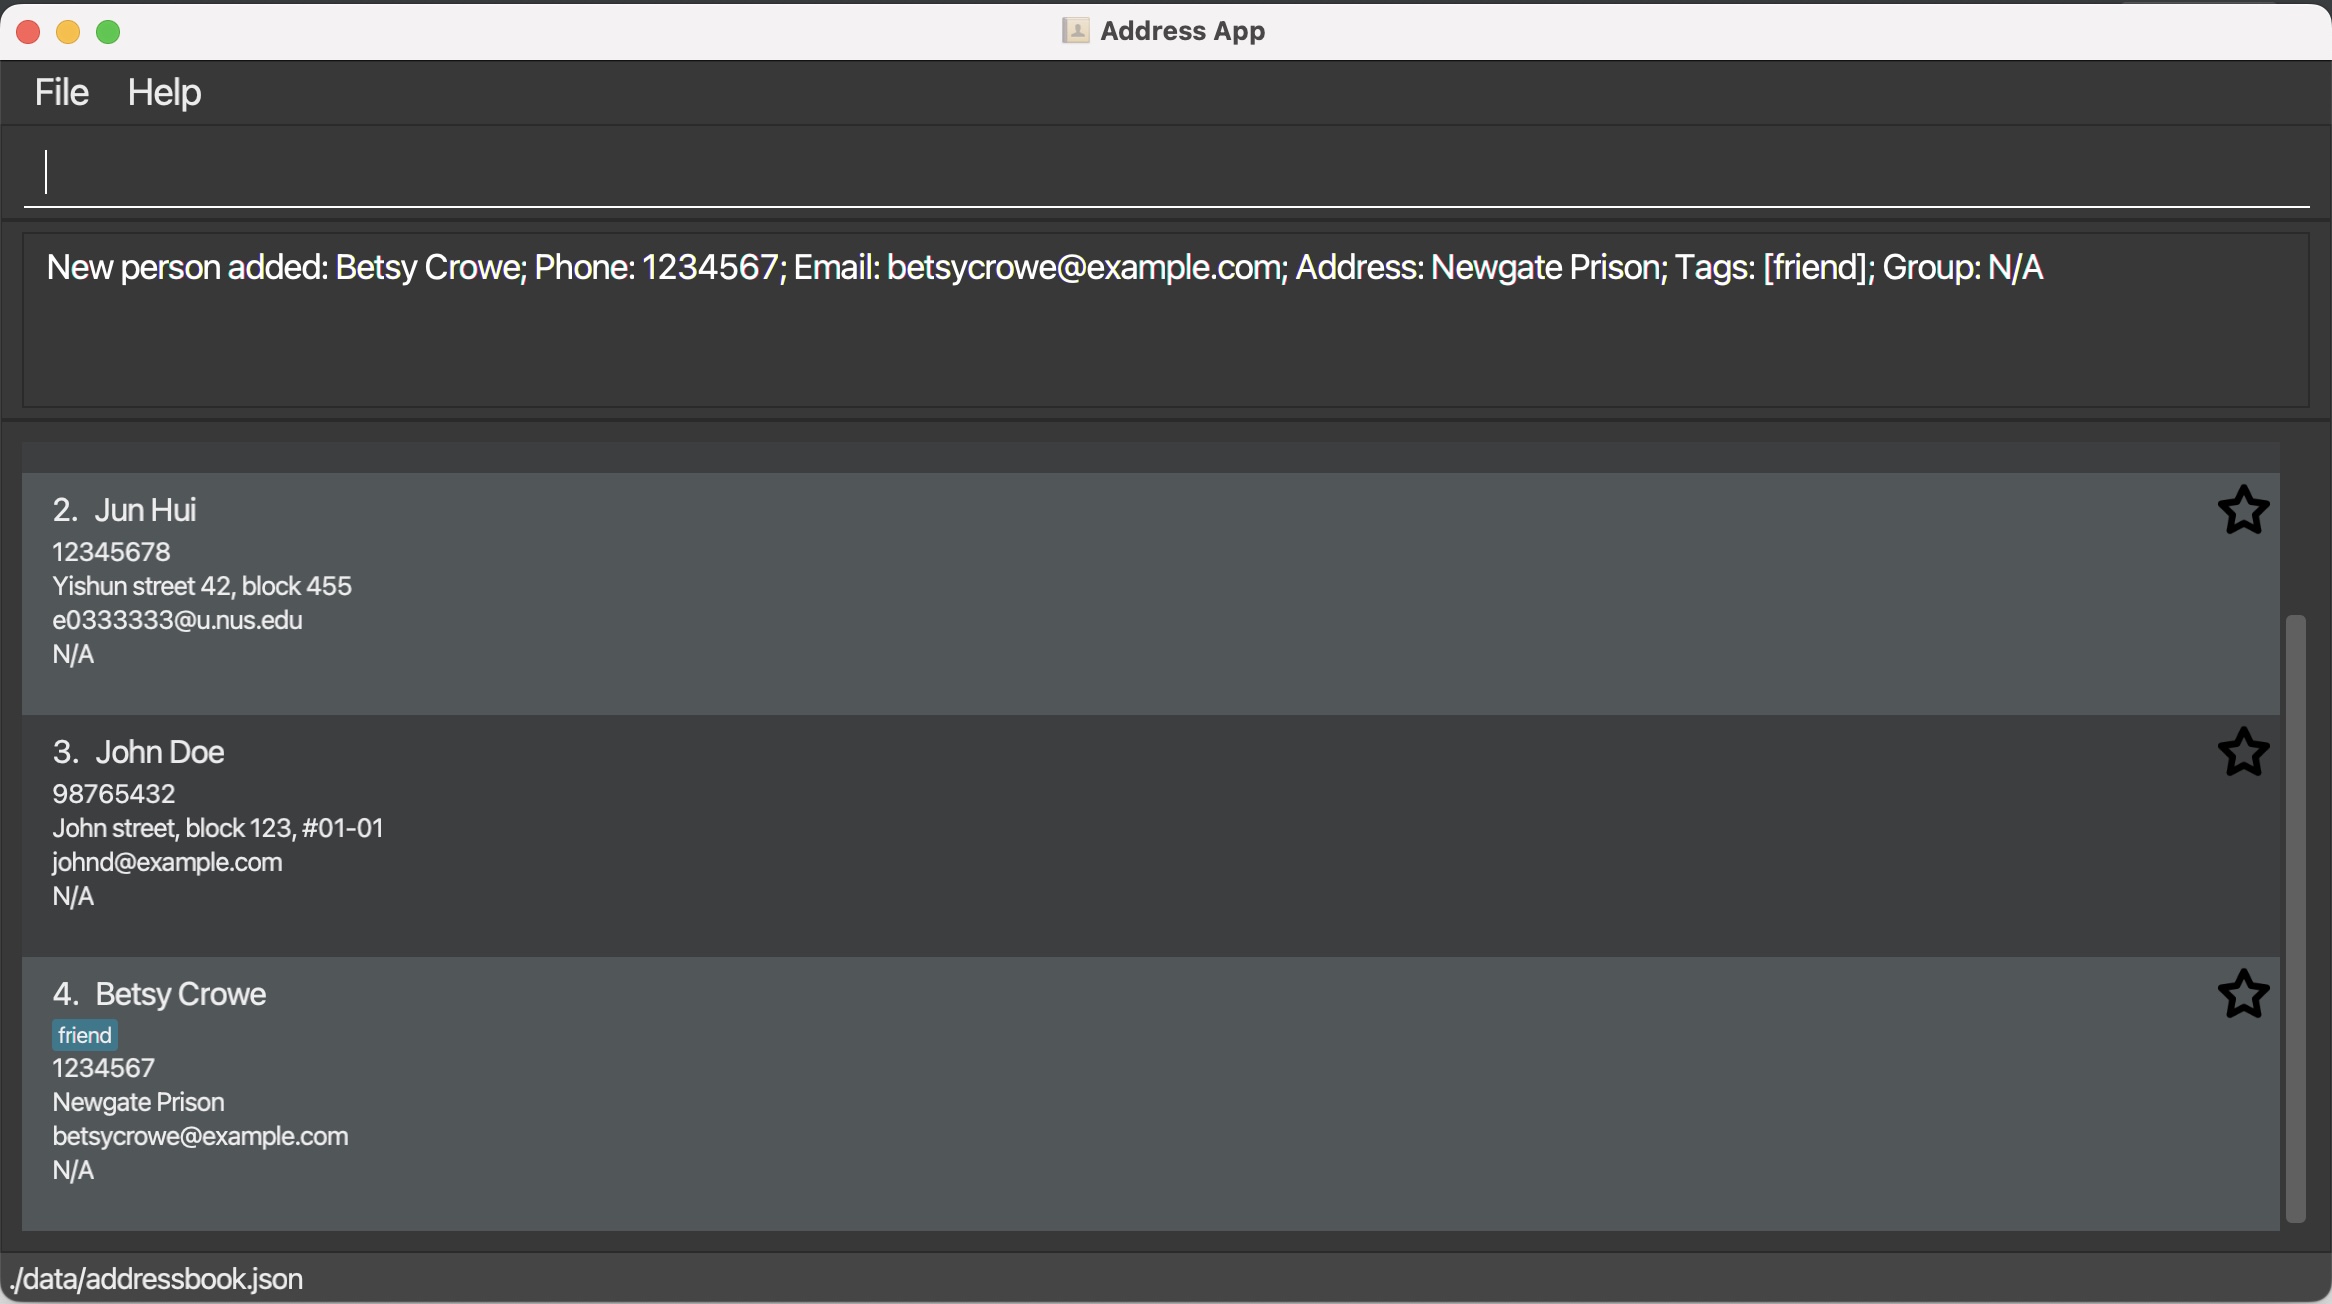 Address App
File Help
New person added: Betsy Crowe; Phone: 1234567; Email: betsycrowe@example.com; Address: Newgate Prison; Tags: [friend]; Group: N/A
2. Jun Hui
12345678
Yishun street 42, block 455
e0333333@u.nus.edu
N/A
3. John Doe
98765432
John street, block 123, #01-01
johnd@example.com
N/A
4. Betsy Crowe
friend
1234567
Newgate Prison
betsycrowe@example.com
N/A
./data/addressbook.json